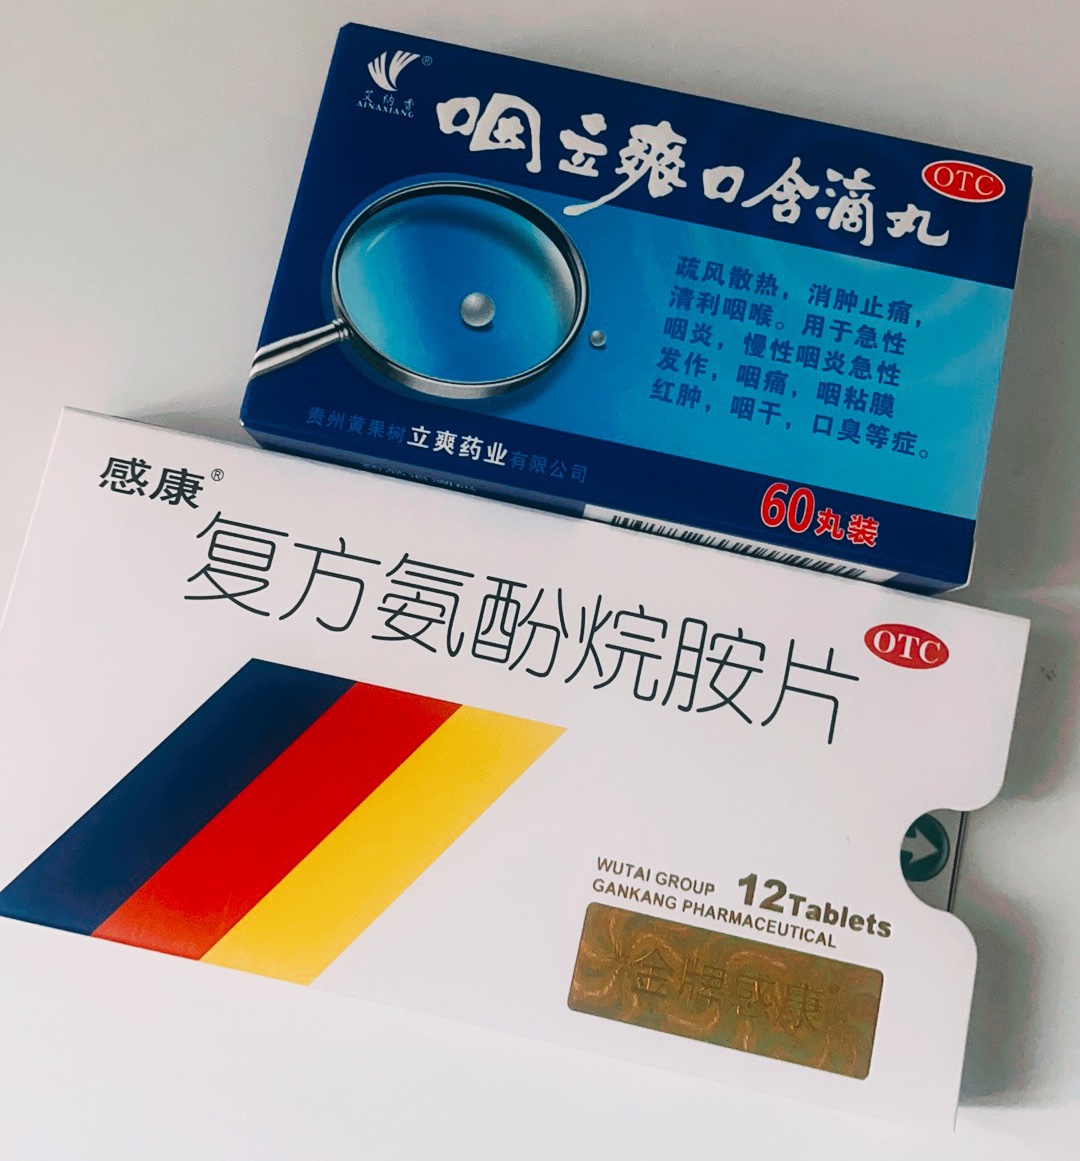 艾纳香®
AINAXIANG
咽立爽口含滴丸
OTC
疏风散热，消肿止痛，
清利咽喉。用于急性
咽炎，慢性咽炎急性
发作，咽痛，咽粘膜
红肿，咽干，口臭等症。
贵州黄果树立爽药业有限公司
60丸装
感康®
复方氨酚烷胺片
OTC
WUTAI GROUP
GANKANG PHARMACEUTICAL
12Tablets
金牌感康®